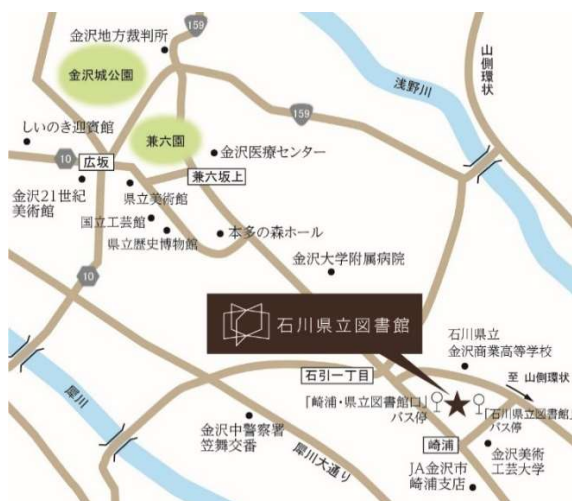 159
金沢地方裁判所
金沢城公園
山側環状
浅野川
しいのき迎賓館
兼六園
159
10
広坂
金沢医療センター
兼六坂上
金沢21世紀
美術館
県立美術館
国立工芸館
県立歴史博物館
本多の森ホール
金沢大学附属病院
10
石川県立図書館
石川県立
金沢商業高等学校
至 山側環状
石引一丁目
「崎浦・県立図書館口」
バス停
「石川県立図書館」
バス停
犀川
金沢中警察署
笠舞交番
犀川大通り
崎浦
金沢美術
工芸大学
JA金沢市
崎浦支店